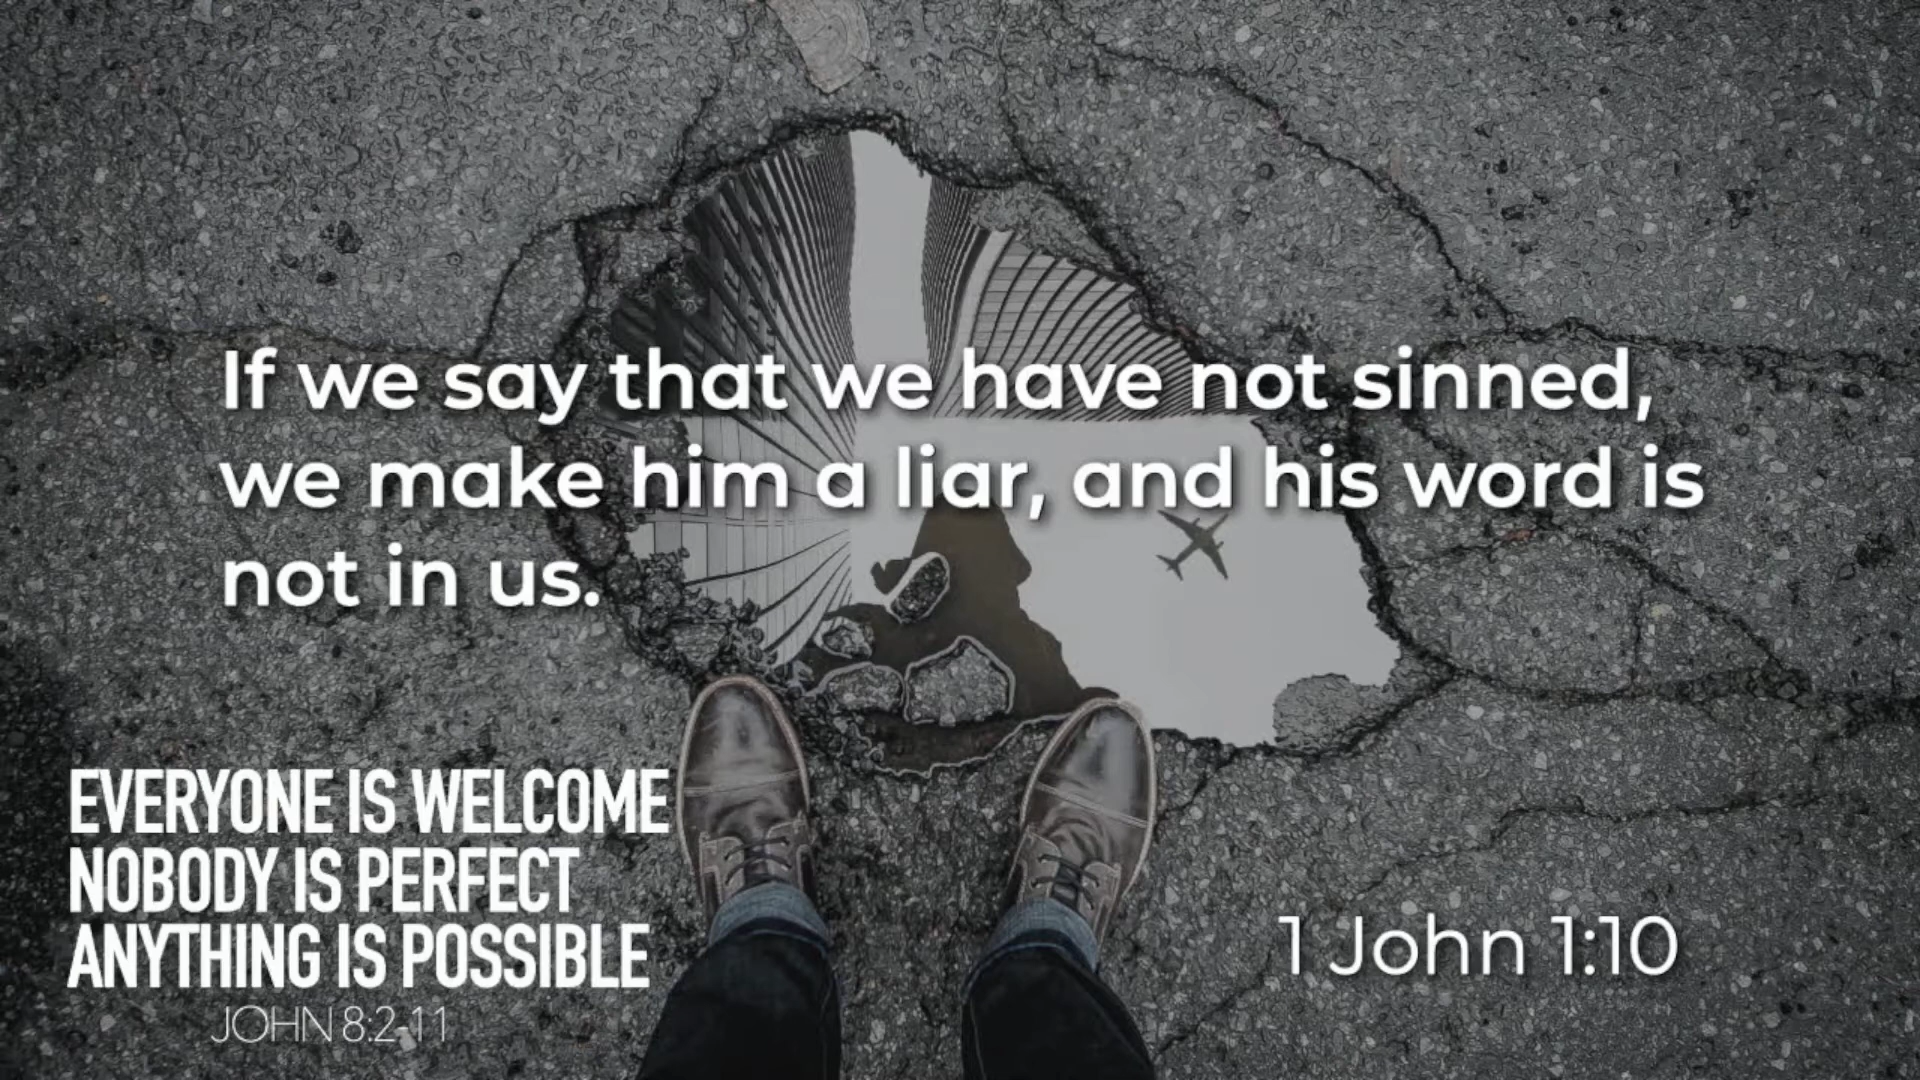 If we say that we have not sinned,
we make him a liar, and his word is
not in us.
EVERYONE IS WELCOME
NOBODY IS PERFECT
ANYTHING IS POSSIBLE
JOHN 8:2-11
1 John 1:10